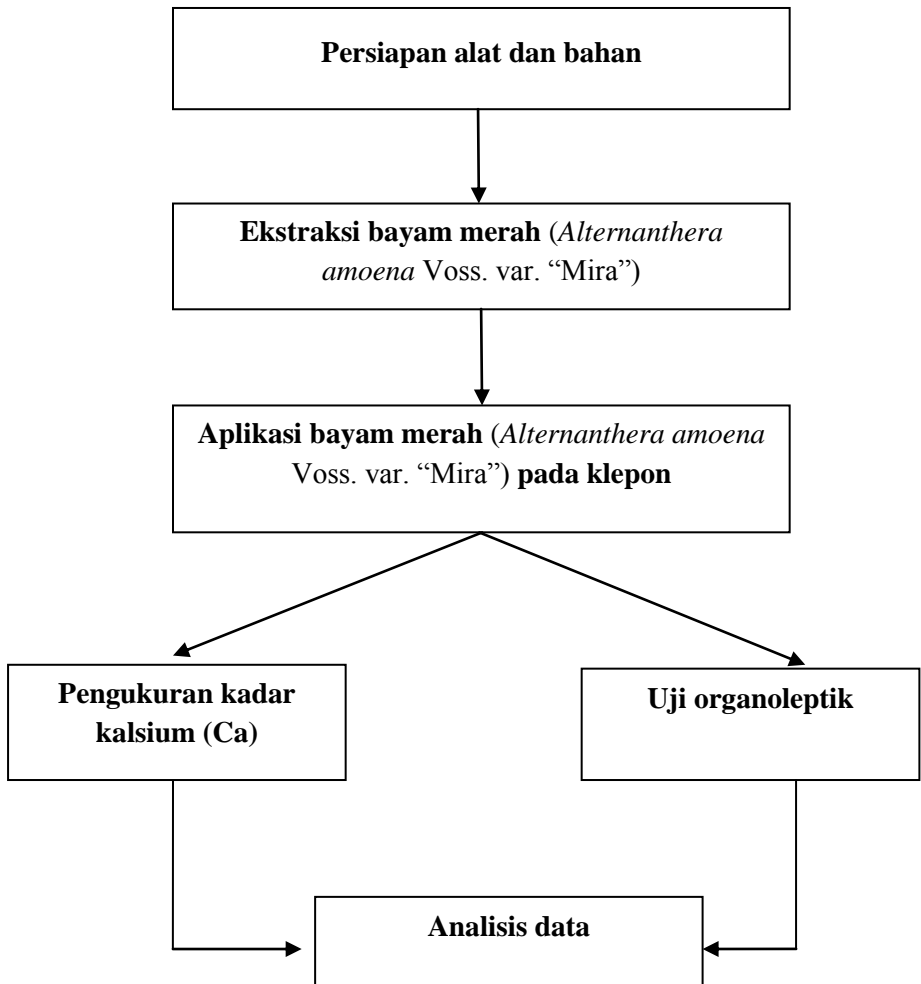 Persiapan alat dan bahan
Ekstraksi bayam merah (Alternanthera
amoena Voss. var. “Mira”)
Aplikasi bayam merah (Alternanthera amoena
Voss. var. “Mira”) pada klepon
Pengukuran kadar
kalsium (Ca)
Uji organoleptik
Analisis data